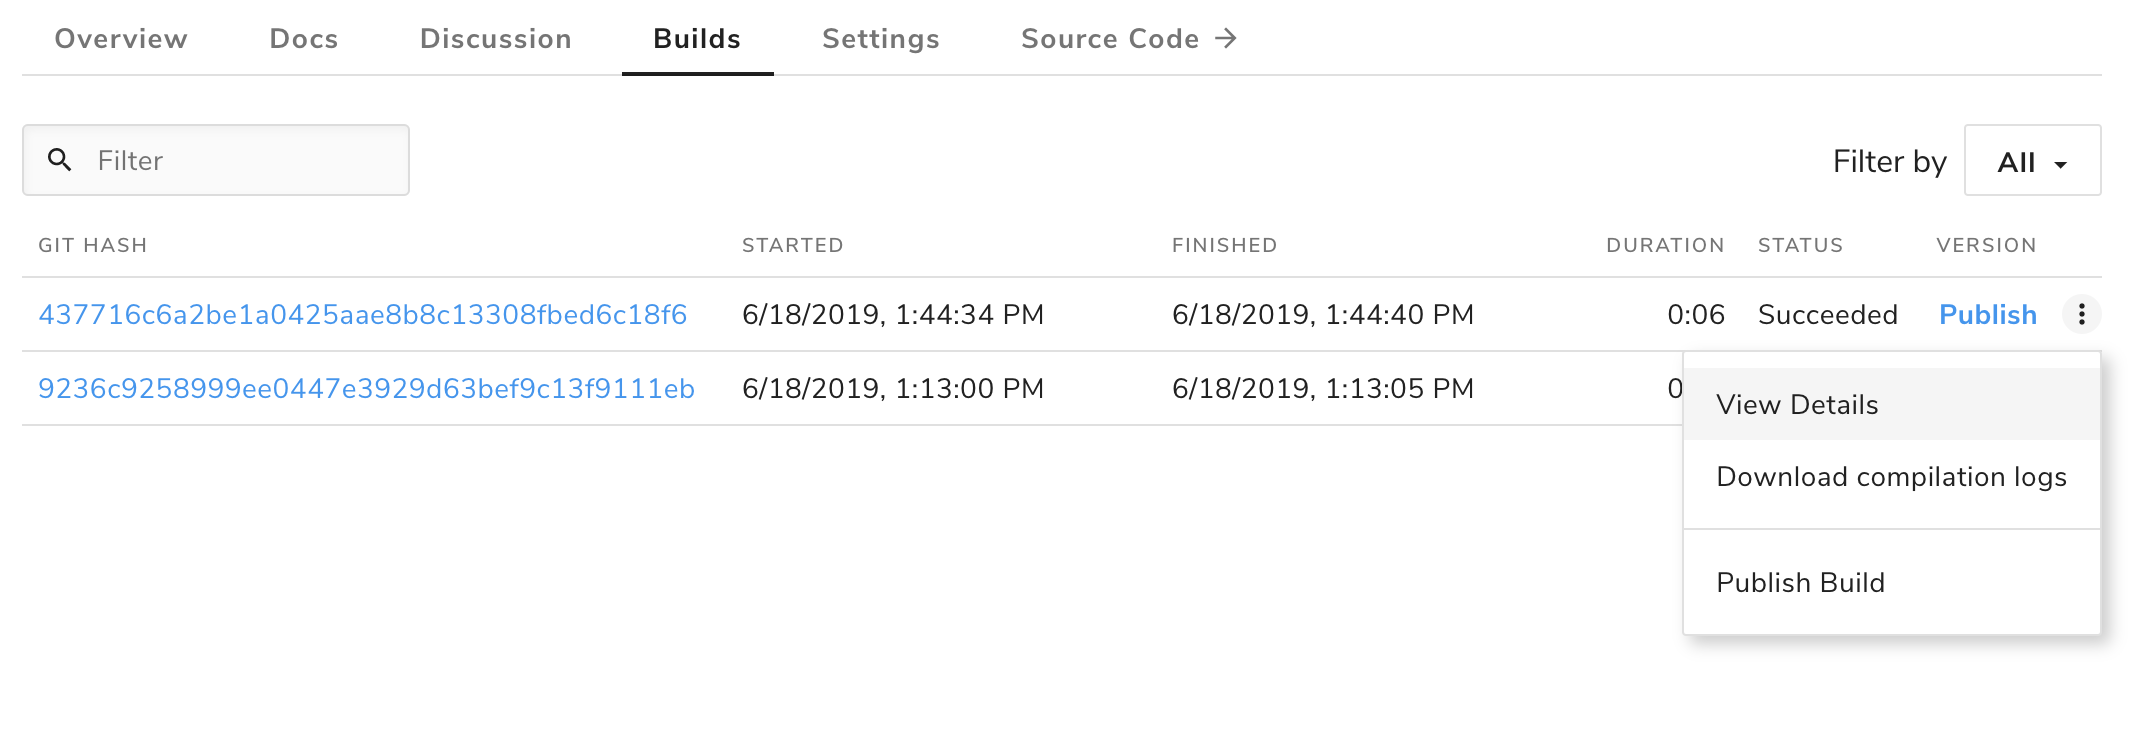 Overview Docs Discussion Builds Settings Source Code →
Filter Filter by All
GIT HASH STARTED FINISHED DURATION STATUS VERSION
437716c6a2be1a0425aae8b8c13308fbed6c18f6 6/18/2019, 1:44:34 PM 6/18/2019, 1:44:40 PM 0:06 Succeeded Publish
9236c9258999ee0447e3929d63bef9c13f9111eb 6/18/2019, 1:13:00 PM 6/18/2019, 1:13:05 PM
View Details
Download compilation logs
Publish Build